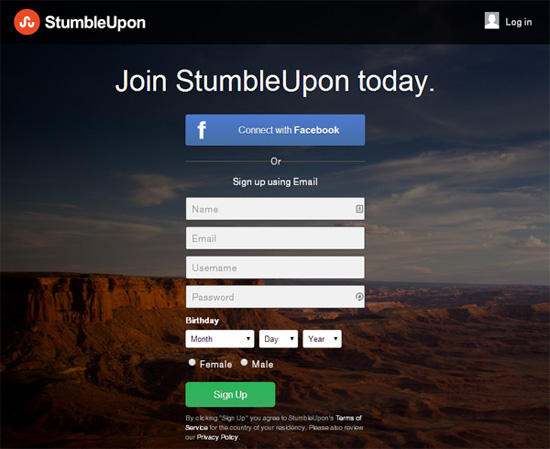 StumbleUpon
Log in
Join StumbleUpon today.
f Connect with Facebook
Or
Sign up using Email
Name
Email
Username
Password
Birthday
Month Day Year
Female Male
Sign Up
By clicking "Sign Up" you agree to StumbleUpon's Terms of
Service for the country of your residency. Please also review
our Privacy Policy.